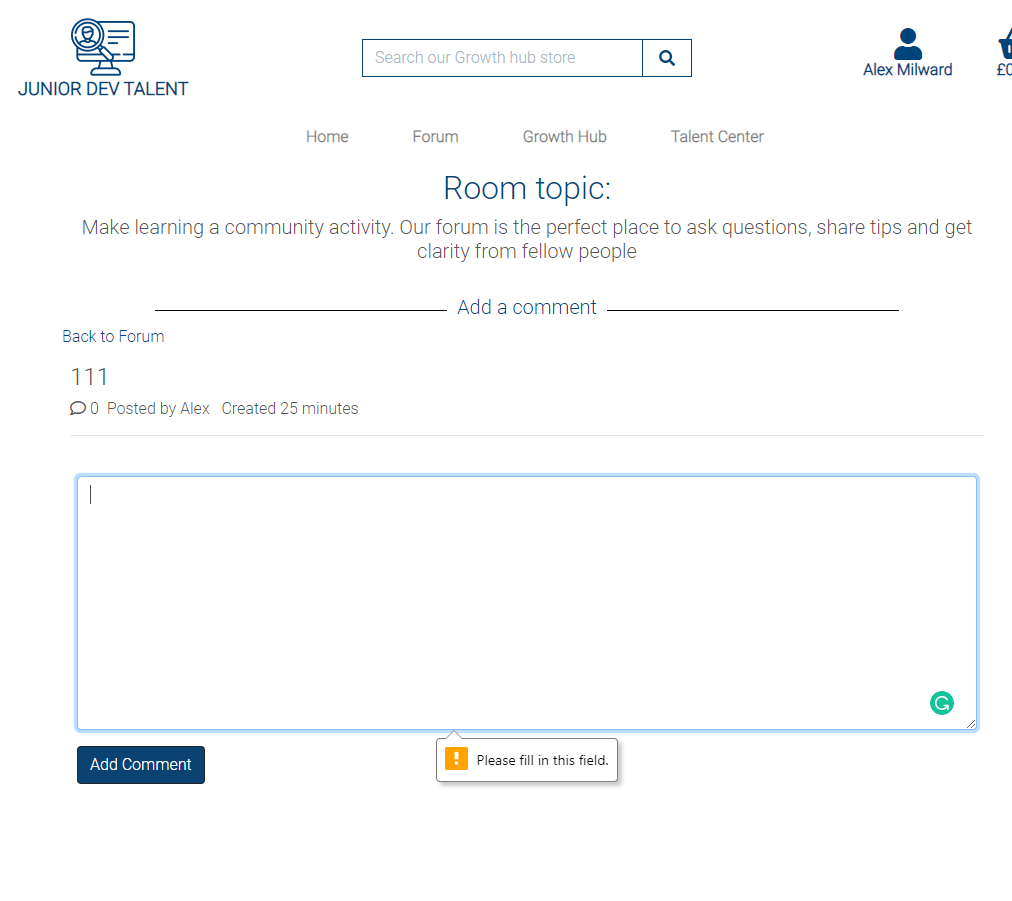 JUNIOR DEV TALENT
Search our Growth hub store
Alex Milward
Home Forum Growth Hub Talent Center
Room topic:
Make learning a community activity. Our forum is the perfect place to ask questions, share tips and get
clarity from fellow people
Add a comment
Back to Forum
111
0 Posted by Alex Created 25 minutes
Please fill in this field.
Add Comment